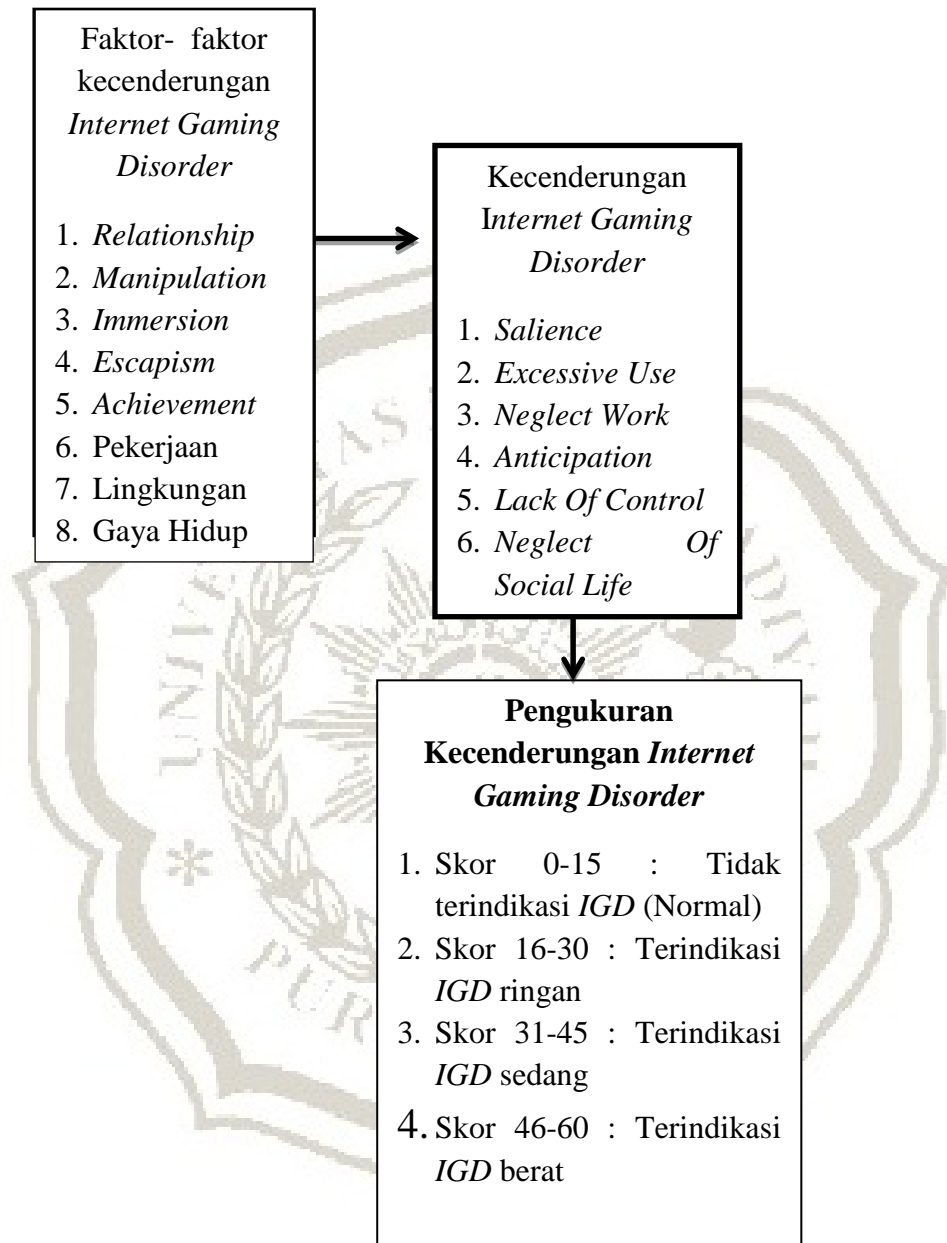 Faktor- faktor
kecenderungan
Internet Gaming
Disorder
1. Relationship
2. Manipulation
3. Immersion
4. Escapism
5. Achievement
6. Pekerjaan
7. Lingkungan
8. Gaya Hidup
Kecenderungan
Internet Gaming
Disorder
1. Salience
2. Excessive Use
3. Neglect Work
4. Anticipation
5. Lack Of Control
6. Neglect Of
Social Life
Pengukuran
Kecenderungan Internet
Gaming Disorder
1. Skor 0-15 : Tidak
terindikasi IGD (Normal)
2. Skor 16-30 : Terindikasi
IGD ringan
3. Skor 31-45 : Terindikasi
IGD sedang
4. Skor 46-60 : Terindikasi
IGD berat